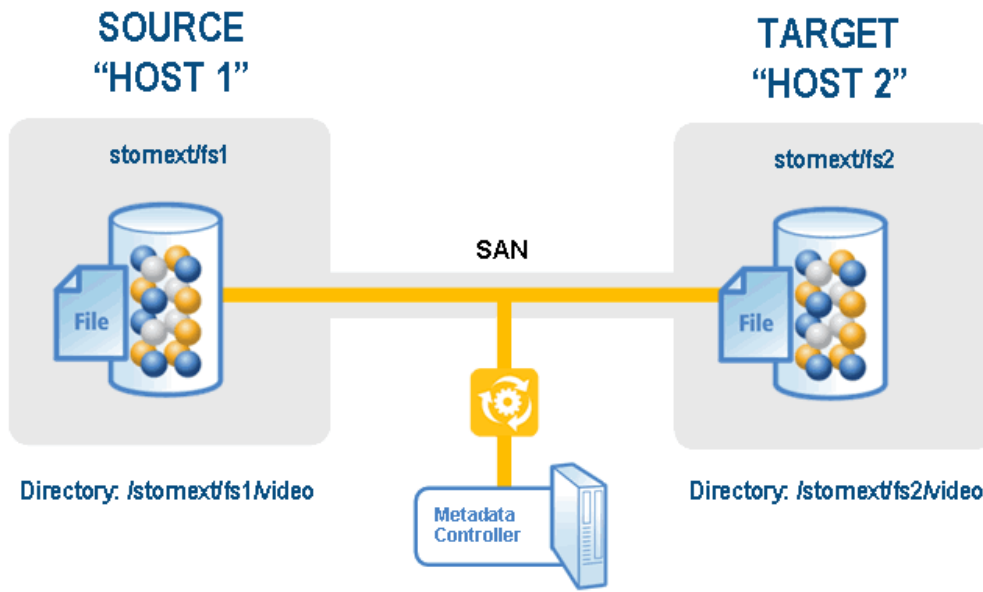 SOURCE
“HOST 1”
TARGET
“HOST 2”
stornext/fs1
stornext/fs2
SAN
File
File
Directory: /stornext/fs1/video
Directory: /stornext/fs2/video
Metadata
Controller